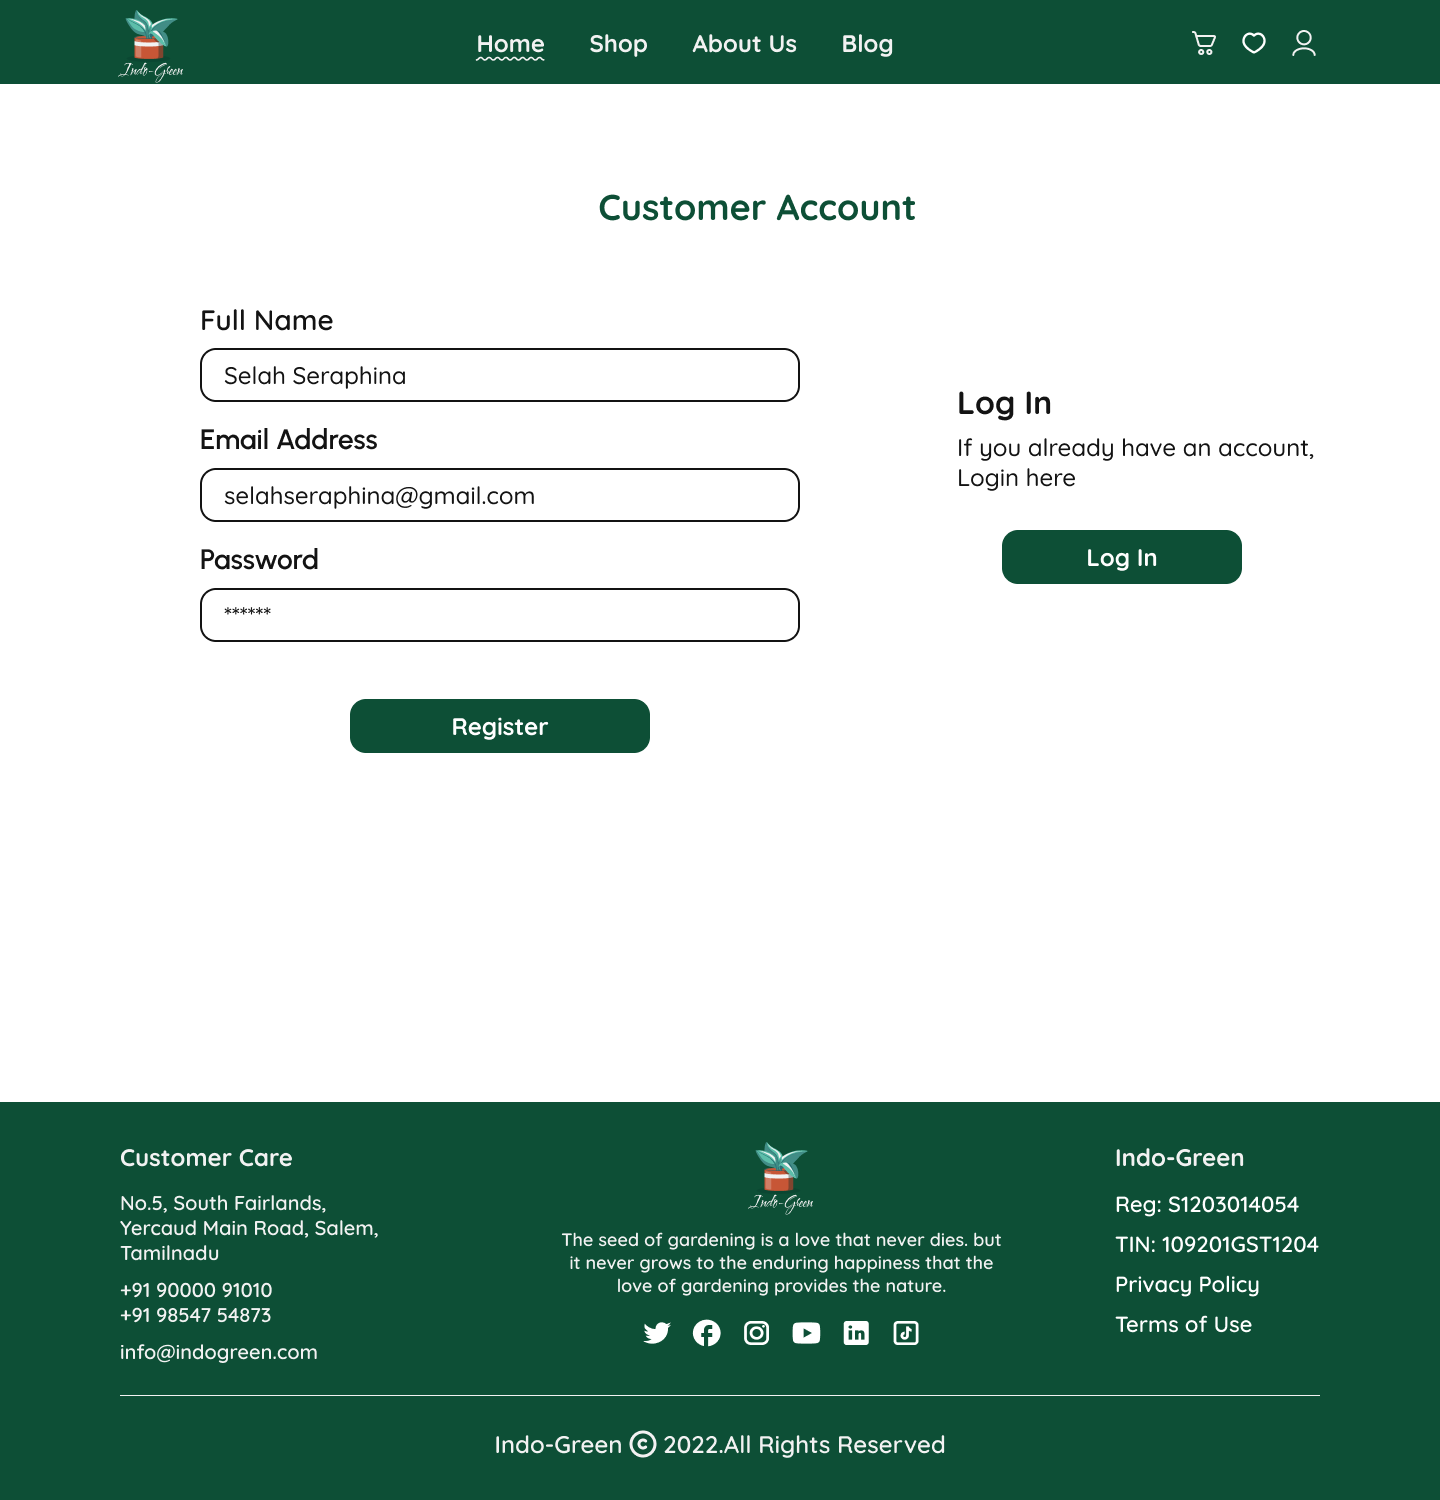 Indo-Green
Home Shop About Us Blog
Customer Account
Full Name
Selah Seraphina
Email Address
selahseraphina@gmail.com
Password
******
Register
Log In
If you already have an account,
Login here
Log In
Customer Care
No.5, South Fairlands,
Yercaud Main Road, Salem,
Tamilnadu
+91 90000 91010
+91 98547 54873
info@indogreen.com
Indo-Green
The seed of gardening is a love that never dies. but
it never grows to the enduring happiness that the
love of gardening provides the nature.
Indo-Green
Reg: S1203014054
TIN: 109201GST1204
Privacy Policy
Terms of Use
Indo-Green © 2022.All Rights Reserved